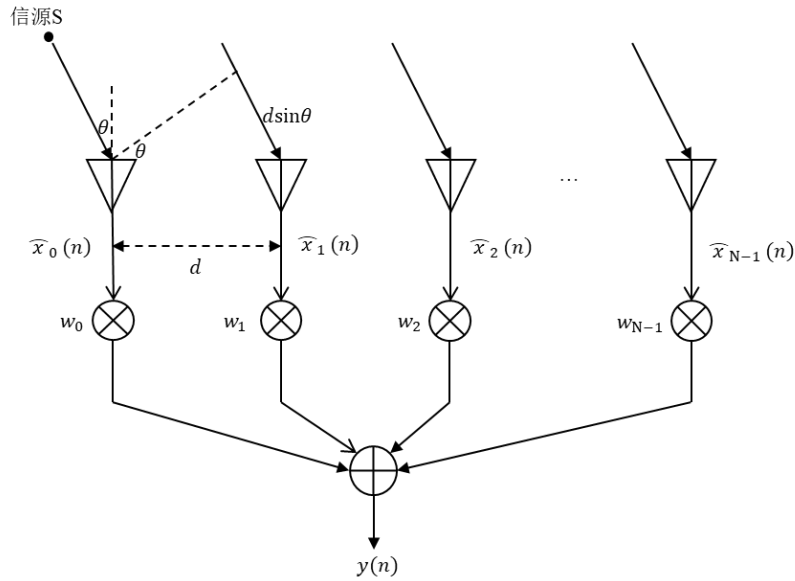 信源S
θ
θ
dsinθ
…
x̂₀(n)
d
x̂₁(n)
x̂₂(n)
x̂N−1(n)
w₀
w₁
w₂
wN−1
y(n)